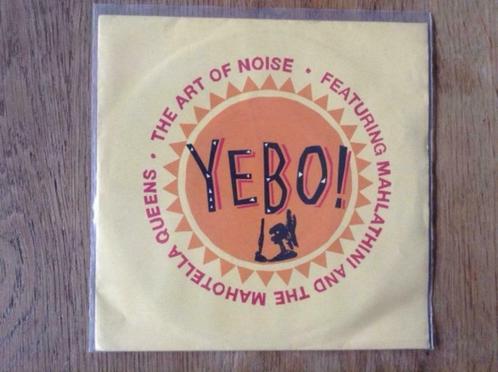 THE ART OF NOISE · FEATURING MAHLATHINI AND THE MAHOTELLA QUEENS ·
YEBO!